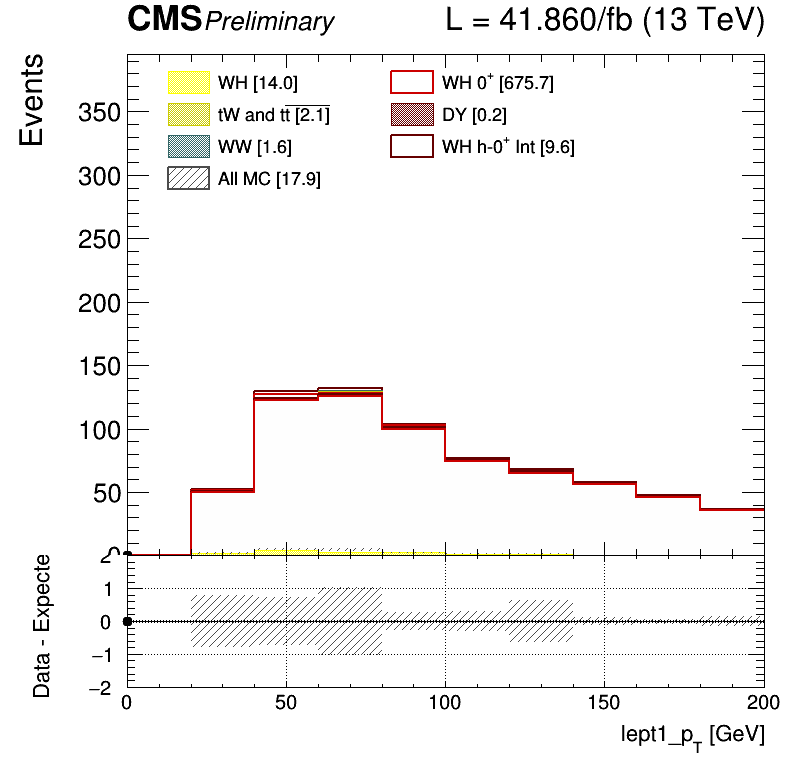 CMS Preliminary L = 41.860/fb (13 TeV)
Events
WH [14.0] WH 0⁺ [675.7]
tW and tt̅ [2.1] DY [0.2]
WW [1.6] WH h-0⁺ Int [9.6]
All MC [17.9]
350
300
250
200
150
100
50
0
Data - Expecte
2
1
0
−1
−2
0 50 100 150 200
lept1_p_T [GeV]